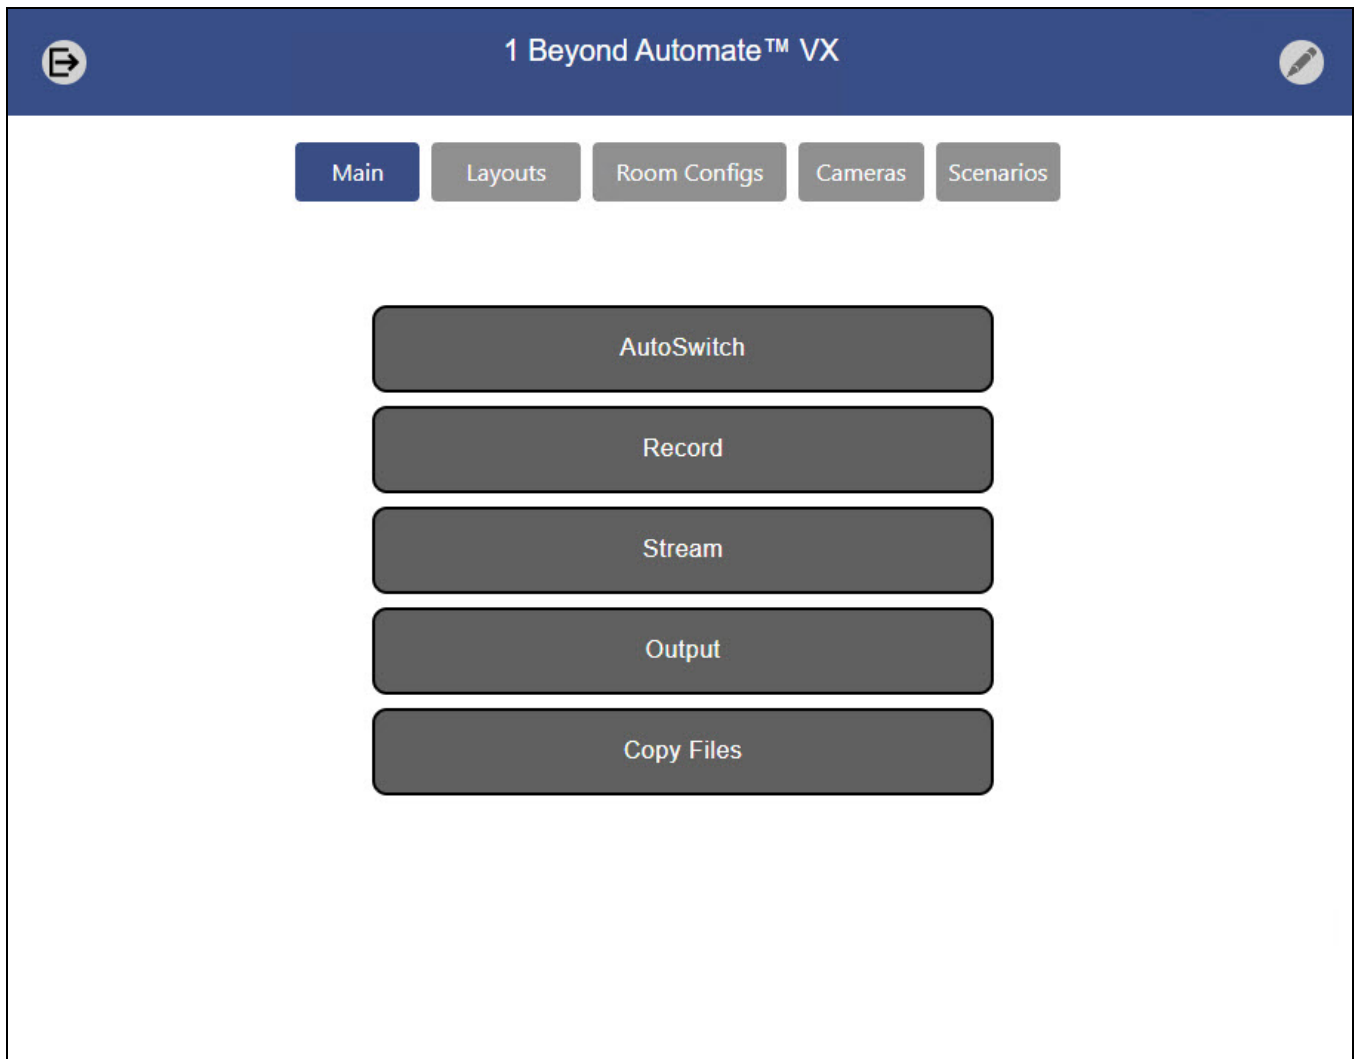 1 Beyond Automate™ VX
Main Layouts Room Configs Cameras Scenarios
AutoSwitch
Record
Stream
Output
Copy Files